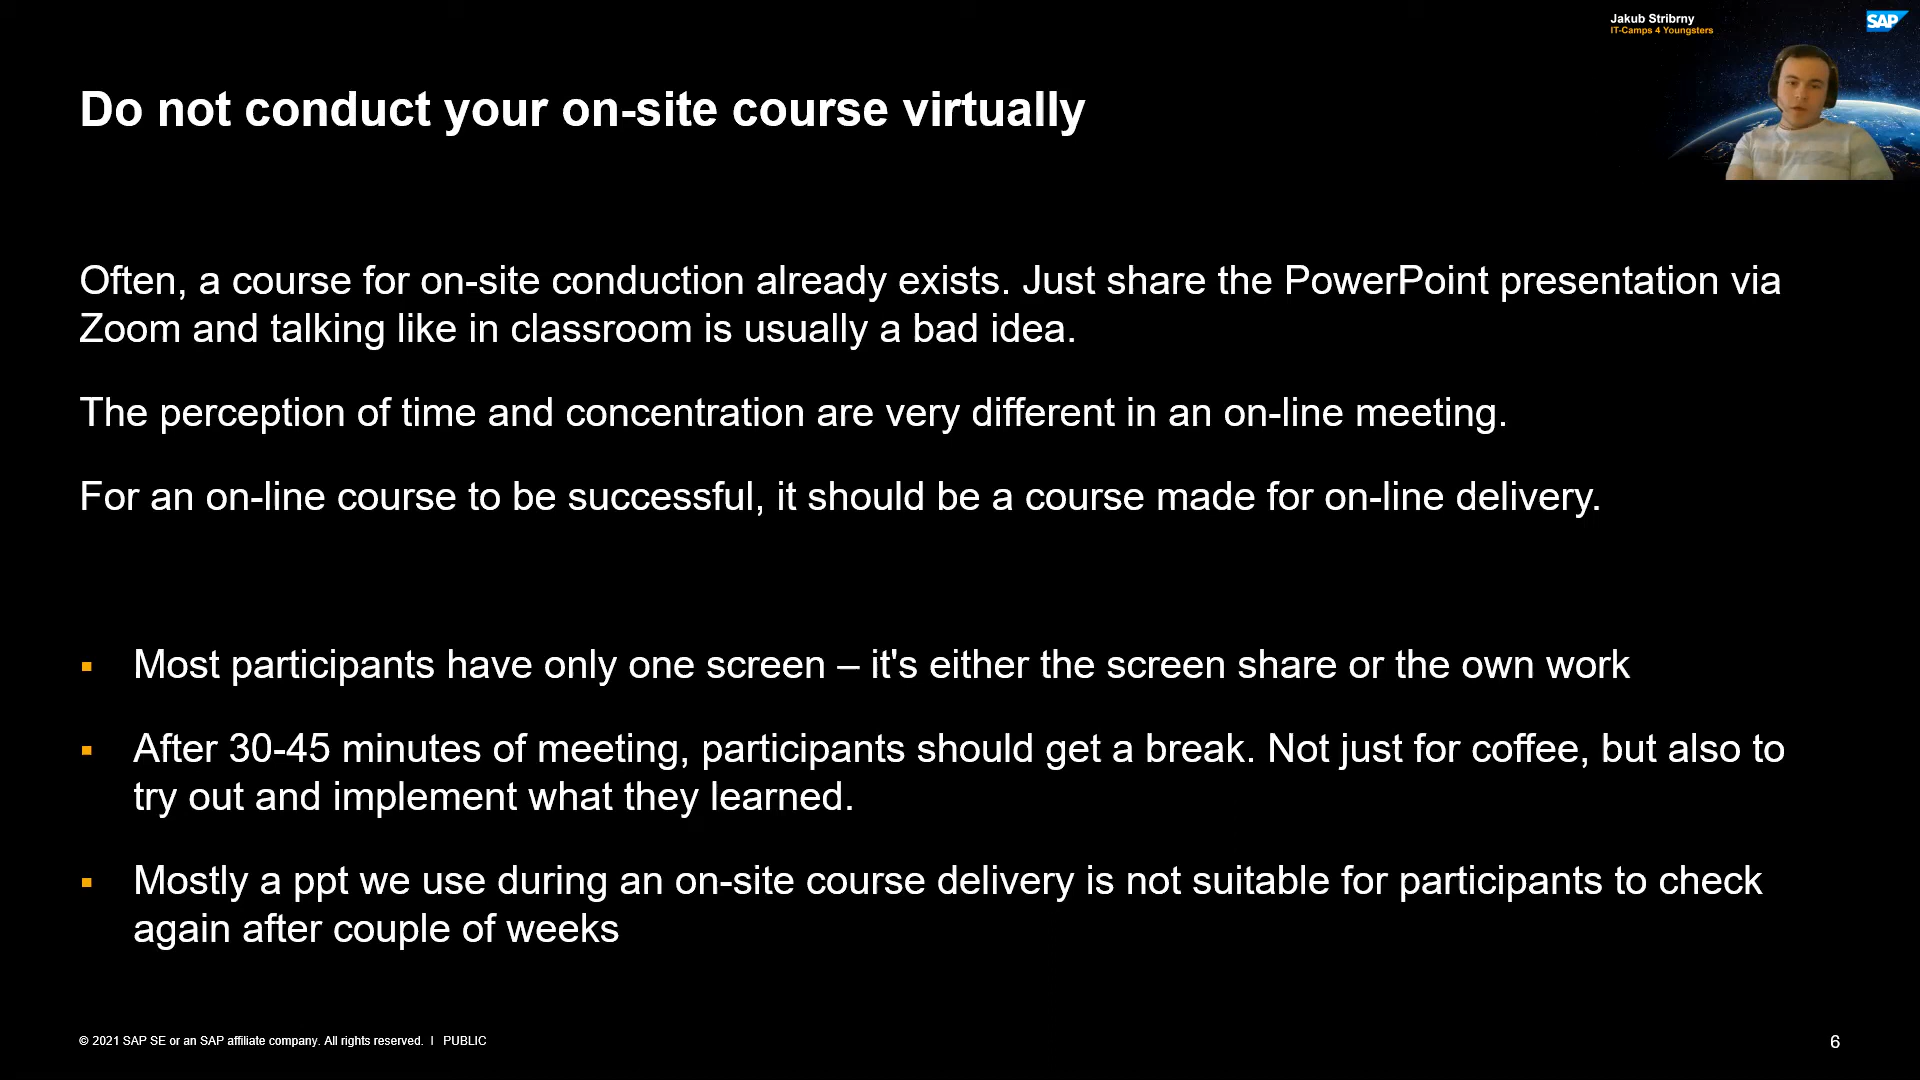 Jakub Stribrny
IT-Camps 4 Youngsters
SAP
Do not conduct your on-site course virtually
Often, a course for on-site conduction already exists. Just share the PowerPoint presentation via
Zoom and talking like in classroom is usually a bad idea.
The perception of time and concentration are very different in an on-line meeting.
For an on-line course to be successful, it should be a course made for on-line delivery.
▪ Most participants have only one screen – it's either the screen share or the own work
▪ After 30-45 minutes of meeting, participants should get a break. Not just for coffee, but also to
try out and implement what they learned.
▪ Mostly a ppt we use during an on-site course delivery is not suitable for participants to check
again after couple of weeks
© 2021 SAP SE or an SAP affiliate company. All rights reserved. I PUBLIC
6